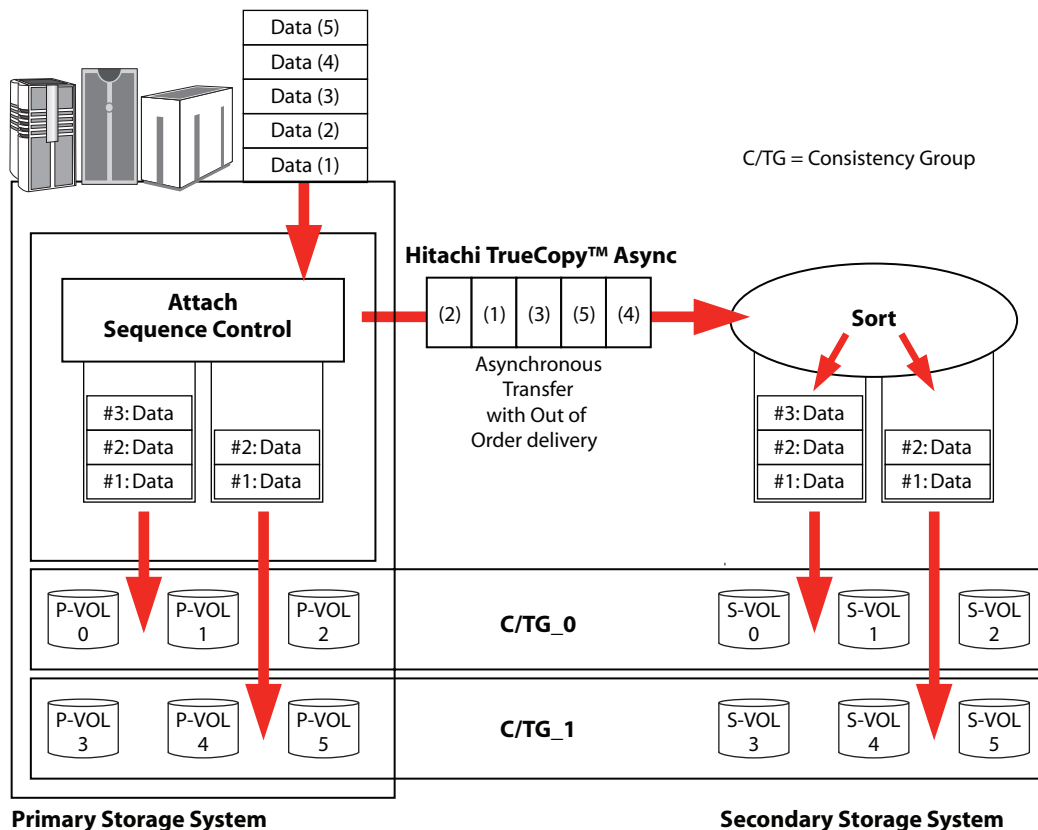 Data (5)
Data (4)
Data (3)
Data (2)
Data (1)
C/TG = Consistency Group
Hitachi TrueCopy™ Async
Attach
Sequence Control
(2) (1) (3) (5) (4)
Sort
Asynchronous
Transfer
with Out of
Order delivery
#3: Data
#2: Data
#1: Data
#2: Data
#1: Data
#3: Data
#2: Data
#1: Data
#2: Data
#1: Data
P-VOL
0
P-VOL
1
P-VOL
2
C/TG_0
S-VOL
0
S-VOL
1
S-VOL
2
P-VOL
3
P-VOL
4
P-VOL
5
C/TG_1
S-VOL
3
S-VOL
4
S-VOL
5
Primary Storage System
Secondary Storage System